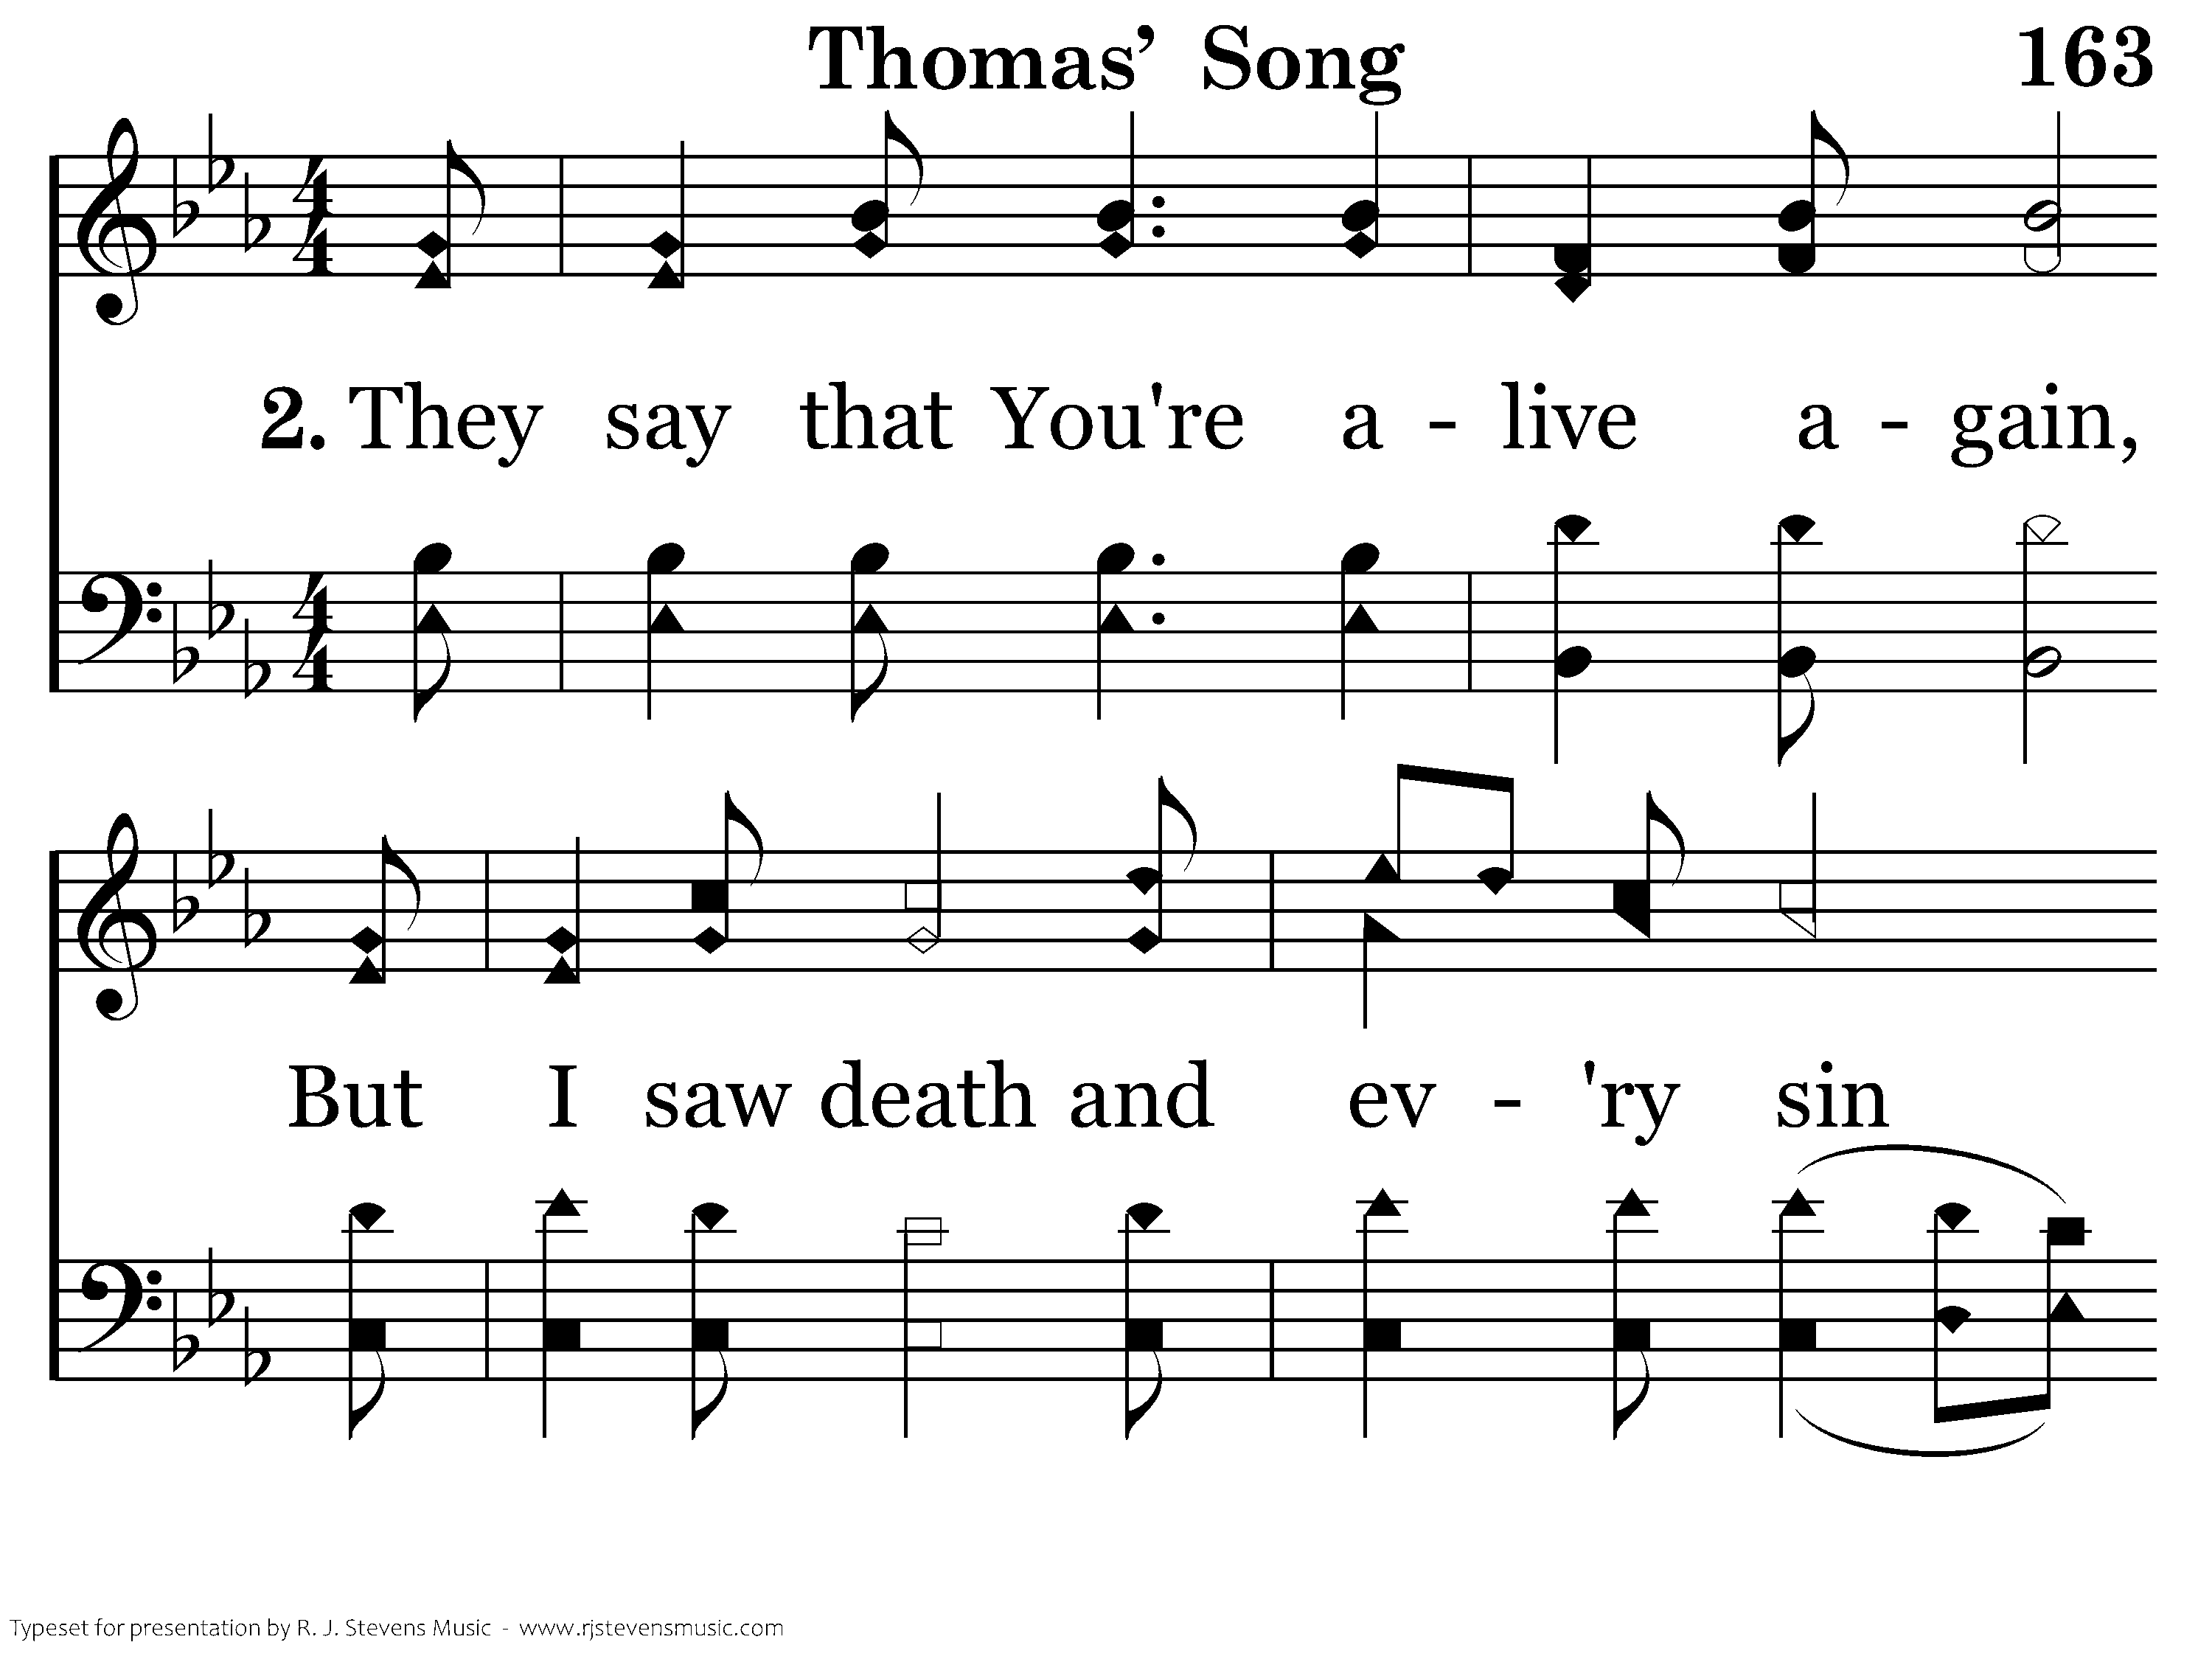 Thomas’ Song 163
2. They say that You're a - live a - gain,
But I saw death and ev - 'ry sin
Typeset for presentation by R. J. Stevens Music - www.rjstevensmusic.com